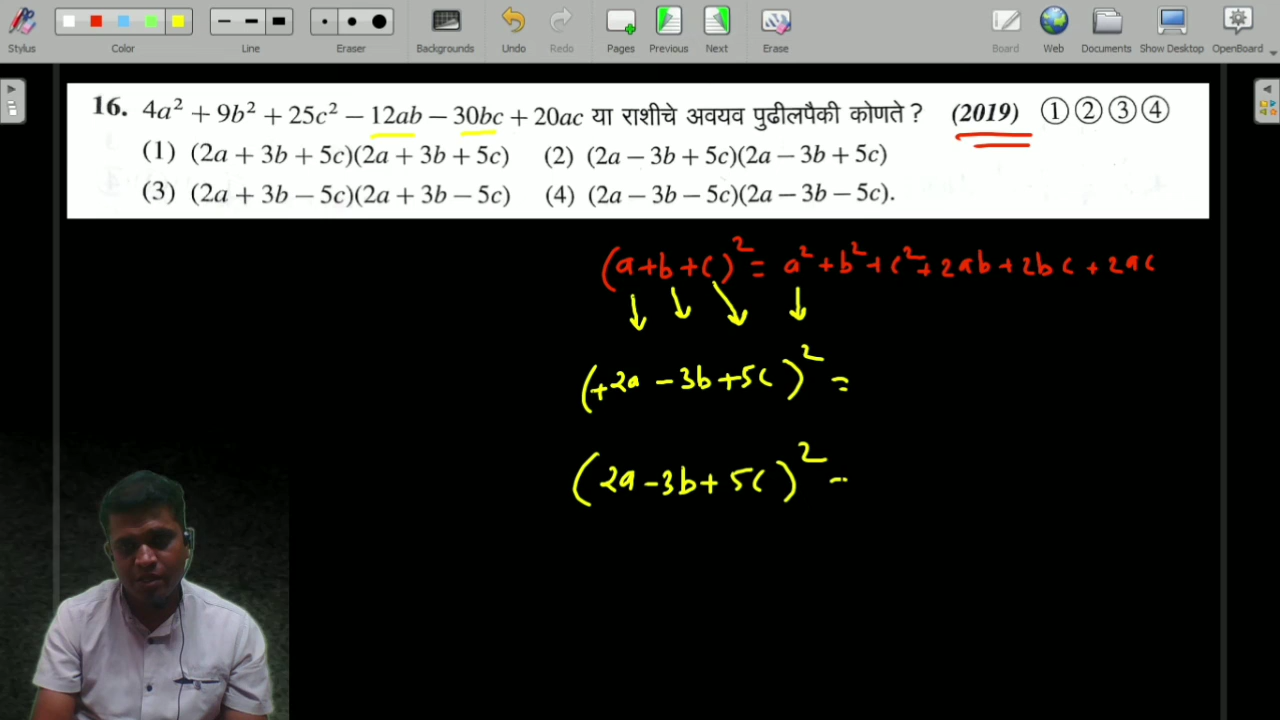 Stylus Color Line Eraser Backgrounds Undo Redo Pages Previous Next Erase Board Web Documents Show Desktop OpenBoard
16. 4a² + 9b² + 25c² – 12ab – 30bc + 20ac या राशीचे अवयव पुढीलपैकी कोणते ? (2019) ① ② ③ ④
(1) (2a + 3b + 5c)(2a + 3b + 5c) (2) (2a – 3b + 5c)(2a – 3b + 5c)
(3) (2a + 3b – 5c)(2a + 3b – 5c) (4) (2a – 3b – 5c)(2a – 3b – 5c).
(a+b+c)² = a²+b²+c²+2ab+2bc+2ac
(+2a –3b+5c)² =
(2a–3b+5c)² –